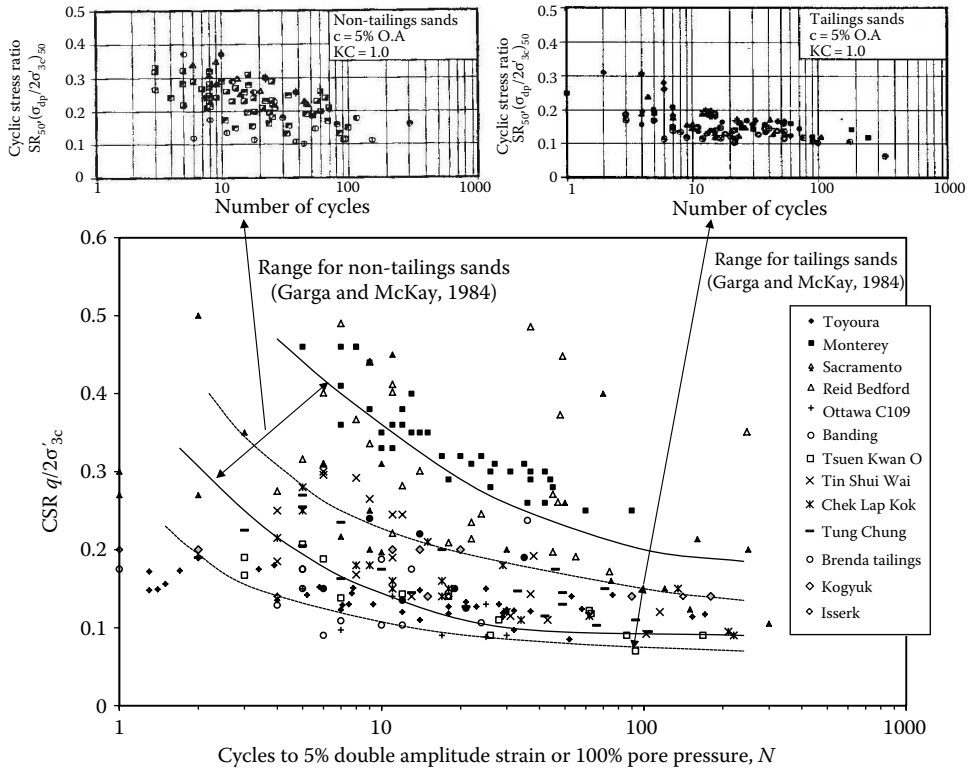 Cyclic stress ratio
SR50,(σdp/2σ'3c)50
0.5
0.4
0.3
0.2
0.1
0
Non-tailings sands
c = 5% O.A
KC = 1.0
1
10
100
1000
Number of cycles
Cyclic stress ratio
SR50,(σdp/2σ'3c)50
0.5
0.4
0.3
0.2
0.1
0
Tailings sands
c = 5% O.A
KC = 1.0
1
10
100
1000
Number of cycles
CSR q/2σ'3c
0.6
0.5
0.4
0.3
0.2
0.1
0
Range for non-tailings sands
(Garga and McKay, 1984)
Range for tailings sands
(Garga and McKay, 1984)
Toyoura
Monterey
Sacramento
Reid Bedford
Ottawa C109
Banding
Tsuen Kwan O
Tin Shui Wai
Chek Lap Kok
Tung Chung
Brenda tailings
Kogyuk
Isserk
1
10
100
1000
Cycles to 5% double amplitude strain or 100% pore pressure, N